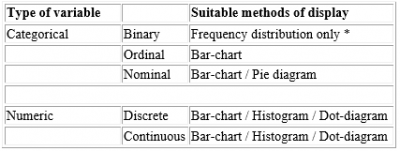 Type of variable Suitable methods of display
Categorical Binary Frequency distribution only *
Ordinal Bar-chart
Nominal Bar-chart / Pie diagram
Numeric Discrete Bar-chart / Histogram / Dot-diagram
Continuous Bar-chart / Histogram / Dot-diagram